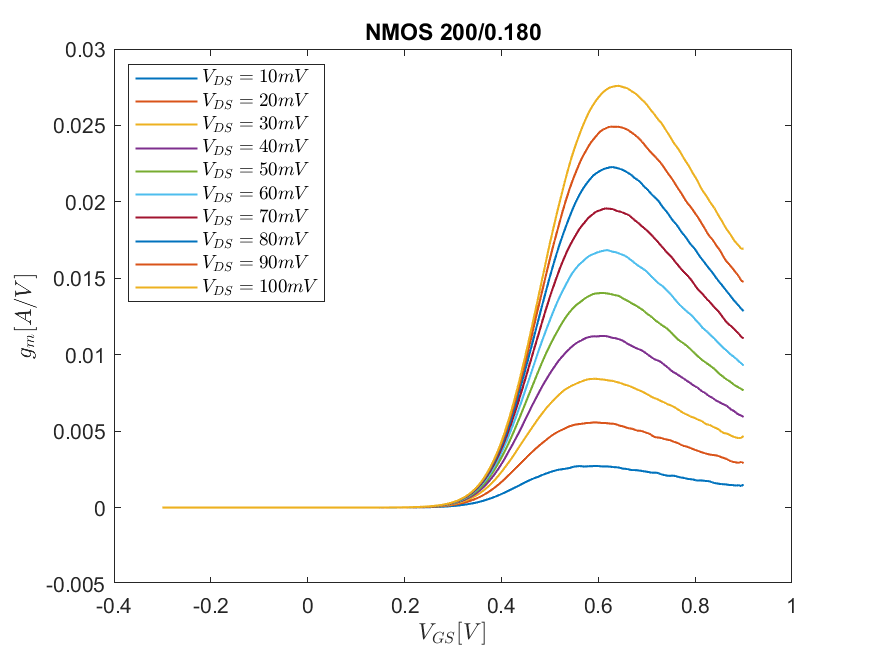 NMOS 200/0.180
0.03
0.025
0.02
0.015
0.01
0.005
0
-0.005
g_m[A/V]
V_DS = 10mV
V_DS = 20mV
V_DS = 30mV
V_DS = 40mV
V_DS = 50mV
V_DS = 60mV
V_DS = 70mV
V_DS = 80mV
V_DS = 90mV
V_DS = 100mV
-0.4 -0.2 0 0.2 0.4 0.6 0.8 1
V_GS[V]